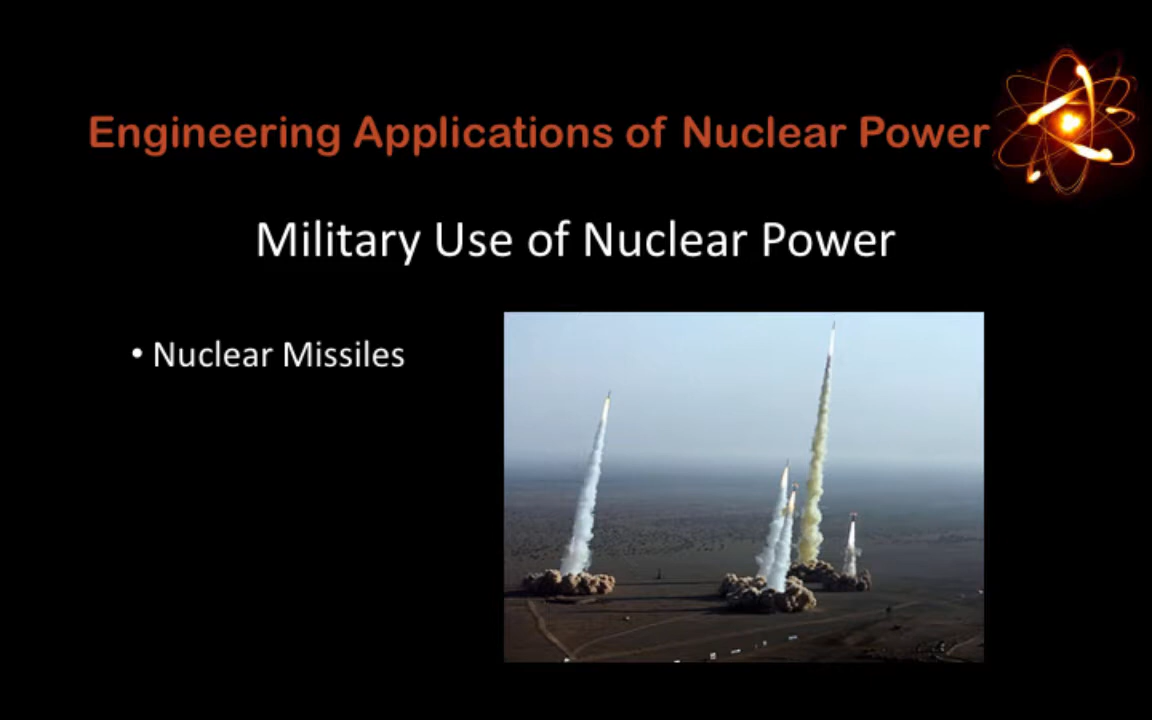 Engineering Applications of Nuclear Power
Military Use of Nuclear Power
• Nuclear Missiles